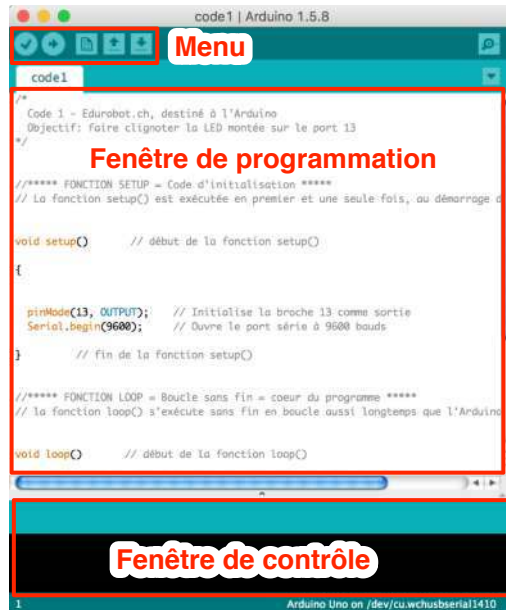 code1 | Arduino 1.5.8
Menu
code1
/*
Code 1 - Edurobot.ch, destiné à l'Arduino
Objectif: faire clignoter la LED montée sur le port 13
*/
Fenêtre de programmation
//***** FONCTION SETUP = Code d'initialisation *****
// La fonction setup() est exécutée en premier et une seule fois, au démarrage d
void setup() // début de la fonction setup()
{
pinMode(13, OUTPUT); // Initialise la broche 13 comme sortie
Serial.begin(9600); // Ouvre le port série à 9600 bauds
} // fin de la fonction setup()
//***** FONCTION LOOP = Boucle sans fin = coeur du programme *****
// la fonction loop() s'exécute sans fin en boucle aussi longtemps que l'Arduino
void loop() // début de la fonction loop()
Fenêtre de contrôle
1 Arduino Uno on /dev/cu.wchusbserial1410